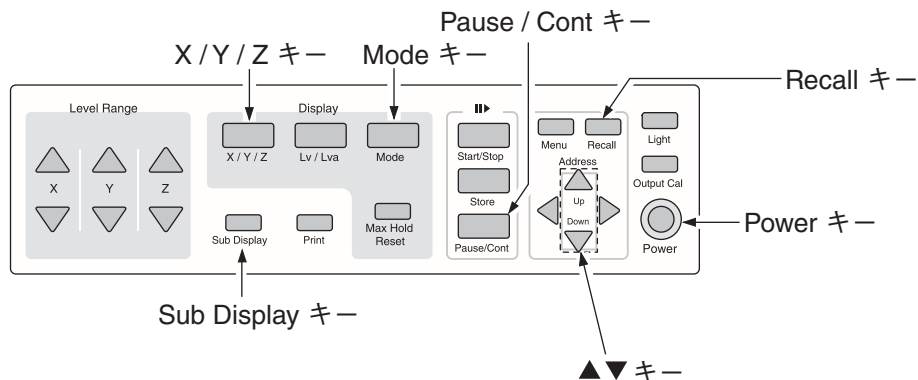 Pause / Cont キー
X / Y / Z キー
Mode キー
Recall キー
Level Range
Display
X / Y / Z
Lv / Lva
Mode
Start/Stop
Menu
Recall
Light
X
Y
Z
Address
Output Cal
Up
Store
Down
Sub Display
Print
Max Hold
Reset
Pause/Cont
Power
Power キー
Sub Display キー
▲▼キー